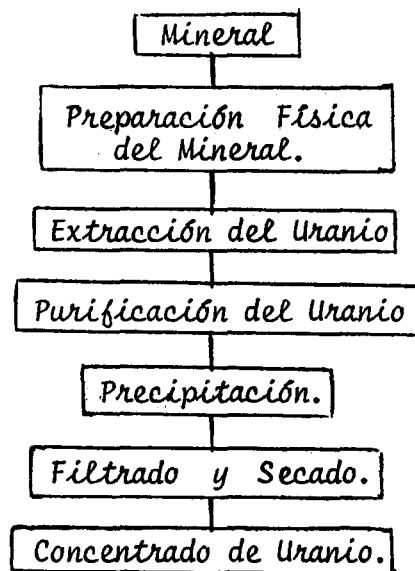 Mineral
Preparación Física
del Mineral.
Extracción del Uranio
Purificación del Uranio
Precipitación.
Filtrado y Secado.
Concentrado de Uranio.